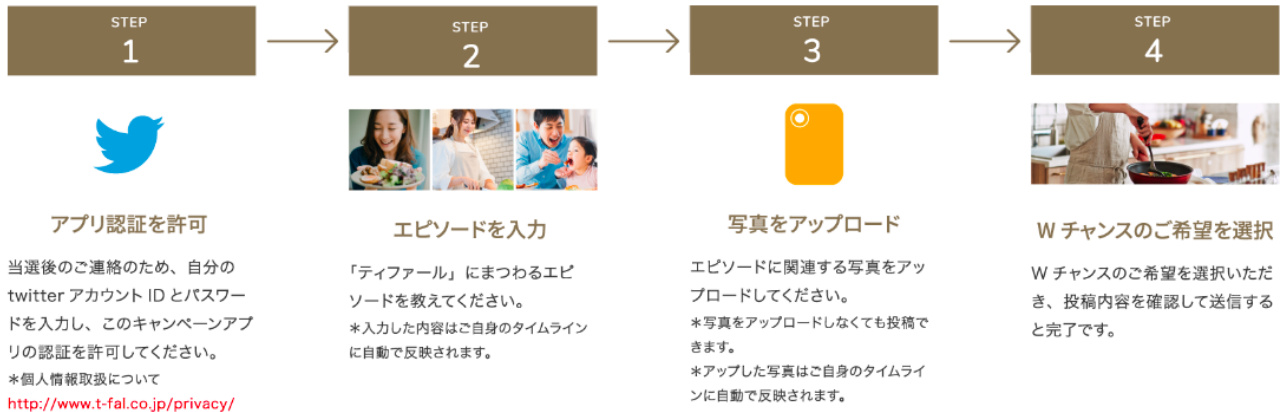 STEP
1
アプリ認証を許可
当選後のご連絡のため、自分の
twitter アカウント ID とパスワー
ドを入力し、このキャンペーンアプ
リの認証を許可してください。
＊個人情報取扱について
http://www.t-fal.co.jp/privacy/
STEP
2
エピソードを入力
「ティファール」にまつわるエピ
ソードを教えてください。
＊入力した内容はご自身のタイムライン
に自動で反映されます。
STEP
3
写真をアップロード
エピソードに関連する写真をアッ
プロードしてください。
＊写真をアップロードしなくても投稿で
きます。
＊アップした写真はご自身のタイムライ
ンに自動で反映されます。
STEP
4
W チャンスのご希望を選択
W チャンスのご希望を選択いただ
き、投稿内容を確認して送信する
と完了です。